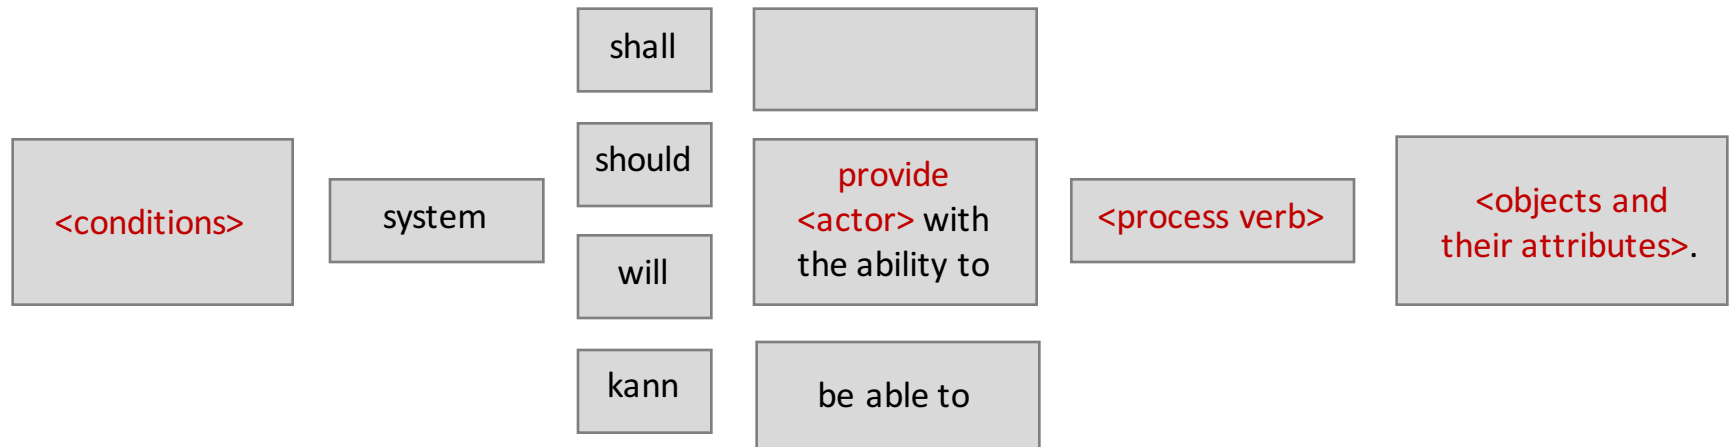 <conditions>
system
shall
should
will
kann
provide
<actor> with
the ability to
be able to
<process verb>
<objects and
their attributes>.